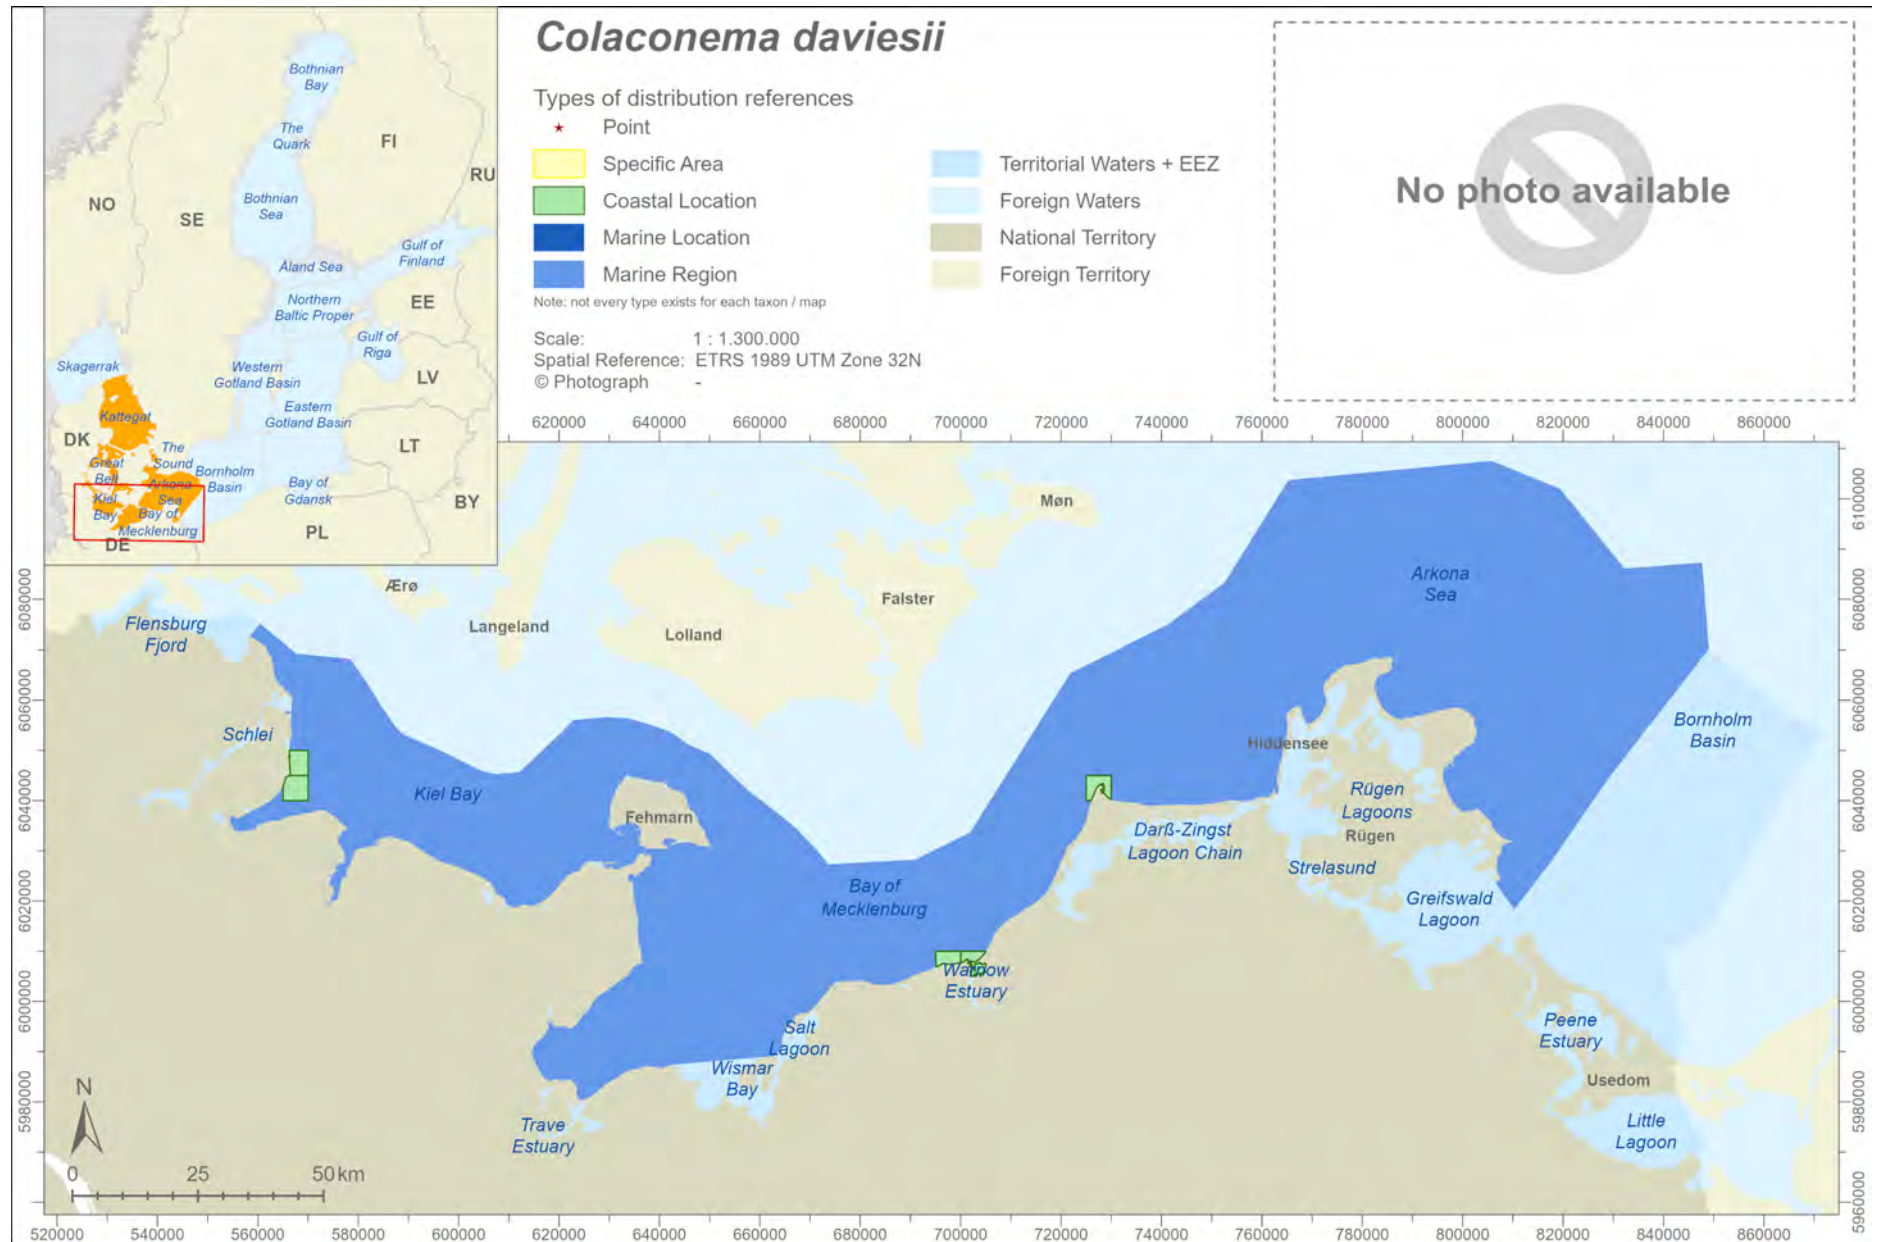 Colaconema daviesii
Types of distribution references
Point
Specific Area
Coastal Location
Marine Location
Marine Region
Territorial Waters + EEZ
Foreign Waters
National Territory
Foreign Territory
Note: not every type exists for each taxon / map
Scale: 1 : 1.300.000
Spatial Reference: ETRS 1989 UTM Zone 32N
© Photograph -
No photo available
Bothnian
Bay
The
Quark
FI
RU
Bothnian
Sea
NO
SE
Gulf of
Finland
Åland Sea
Northern
Baltic Proper
EE
Gulf of
Riga
Skagerrak
Western
Gotland Basin
LV
Kattegat
Eastern
Gotland Basin
DK
The
Sound
LT
Great
Belt
Bornholm
Basin
Arkona
Sea
Kiel
Bay
Bay of
Gdansk
BY
Bay of
Mecklenburg
PL
DE
620000 640000 660000 680000 700000 720000 740000 760000 780000 800000 820000 840000 860000
6100000
6080000
6060000
6040000
6020000
6000000
5980000
5960000
6080000
6060000
6040000
6020000
6000000
5980000
Møn
Ærø
Langeland
Lolland
Falster
Arkona
Sea
Flensburg
Fjord
Schlei
Kiel Bay
Fehmarn
Bornholm
Basin
Hiddensee
Rügen
Lagoons
Rügen
Darß-Zingst
Lagoon Chain
Strelasund
Greifswald
Lagoon
Bay of
Mecklenburg
Warnow
Estuary
Salt
Lagoon
Wismar
Bay
Trave
Estuary
Peene
Estuary
Usedom
Little
Lagoon
N
0 25 50 km
520000 540000 560000 580000 600000 620000 640000 660000 680000 700000 720000 740000 760000 780000 800000 820000 840000 860000